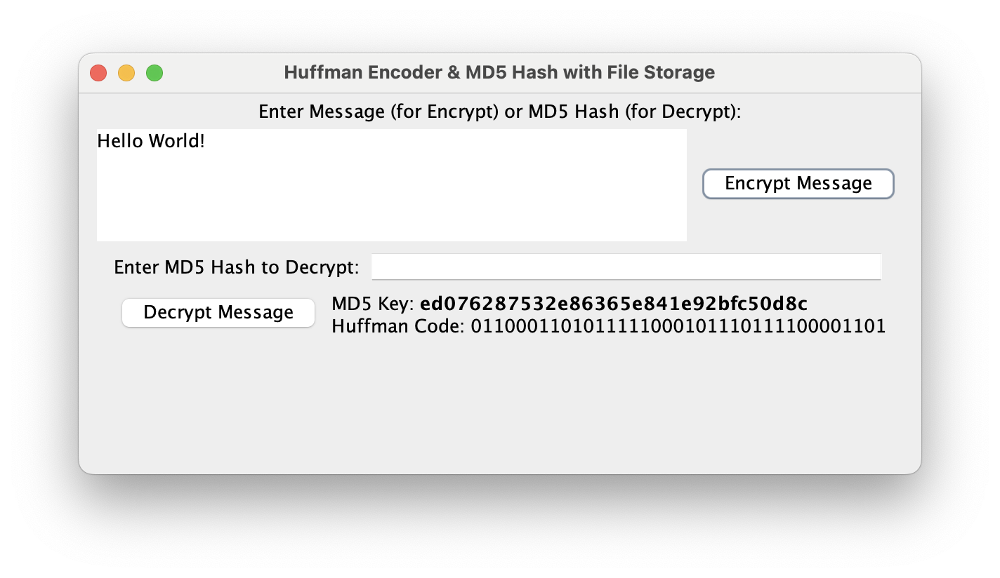 Huffman Encoder & MD5 Hash with File Storage
Enter Message (for Encrypt) or MD5 Hash (for Decrypt):
Hello World!
Encrypt Message
Enter MD5 Hash to Decrypt:
Decrypt Message
MD5 Key: ed076287532e86365e841e92bfc50d8c
Huffman Code: 0110001101011111000101110111100001101